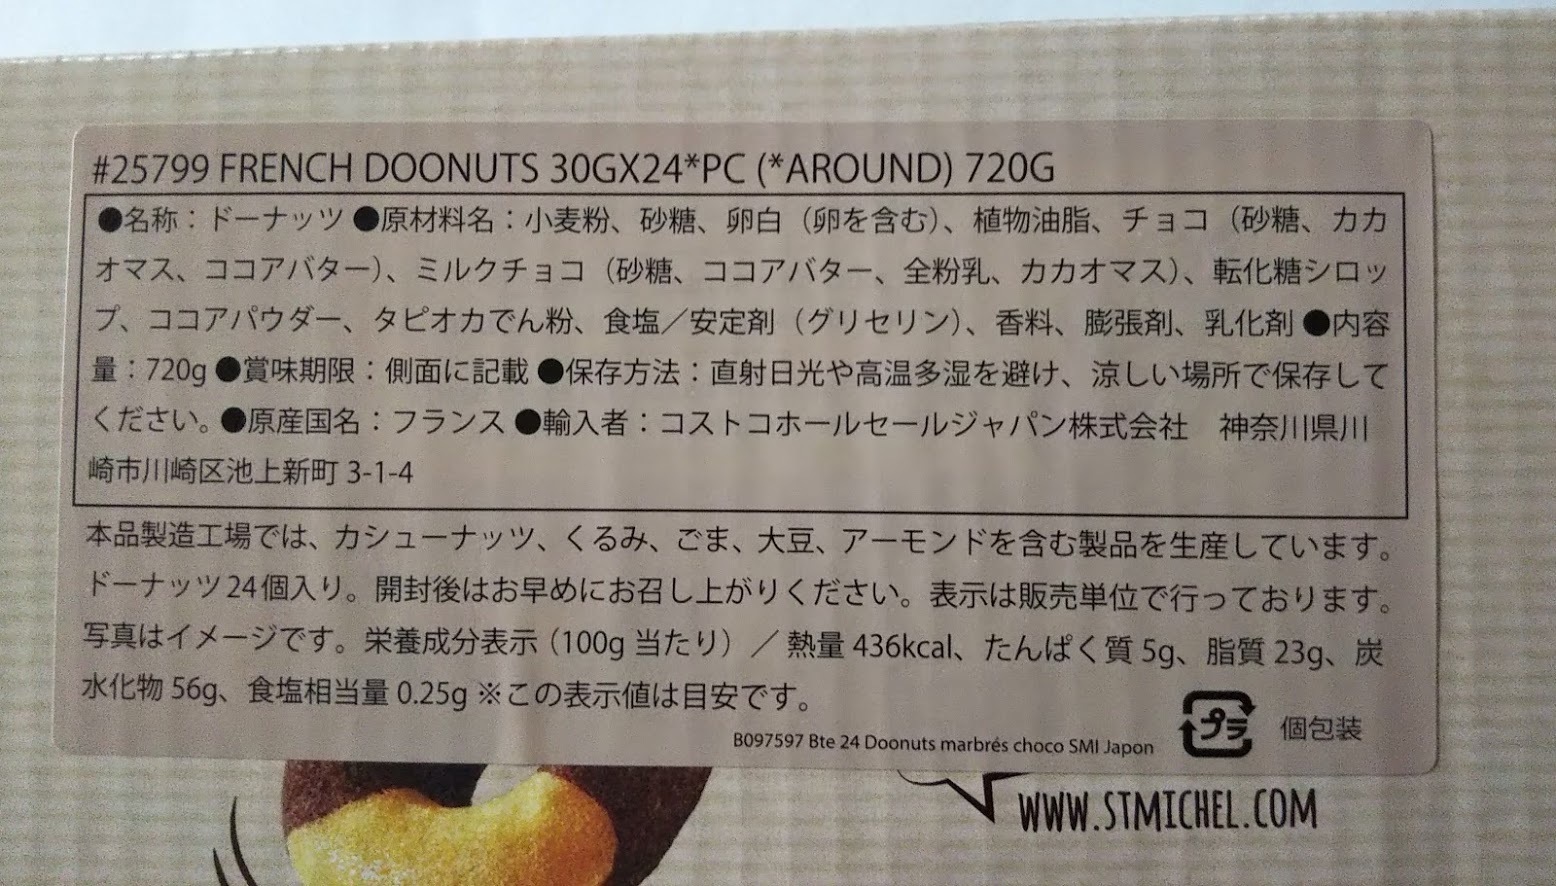 #25799 FRENCH DOONUTS 30GX24*PC (*AROUND) 720G
●名称：ドーナッツ ●原材料名：小麦粉、砂糖、卵白（卵を含む）、植物油脂、チョコ（砂糖、カカ
オマス、ココアバター）、ミルクチョコ（砂糖、ココアバター、全粉乳、カカオマス）、転化糖シロッ
プ、ココアパウダー、タピオカでん粉、食塩／安定剤（グリセリン）、香料、膨張剤、乳化剤 ●内容
量：720g ●賞味期限：側面に記載 ●保存方法：直射日光や高温多湿を避け、涼しい場所で保存して
ください。●原産国名：フランス ●輸入者：コストコホールセールジャパン株式会社　神奈川県川
崎市川崎区池上新町 3-1-4
本品製造工場では、カシューナッツ、くるみ、ごま、大豆、アーモンドを含む製品を生産しています。
ドーナッツ24個入り。開封後はお早めにお召し上がりください。表示は販売単位で行っております。
写真はイメージです。栄養成分表示（100g 当たり）／熱量 436kcal、たんぱく質 5g、脂質 23g、炭
水化物 56g、食塩相当量 0.25g ※この表示値は目安です。
プラ 個包装
B097597 Bte 24 Doonuts marbrés choco SMI Japon
WWW.STMICHEL.COM